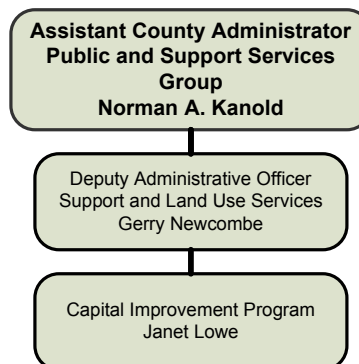 Assistant County Administrator
Public and Support Services
Group
Norman A. Kanold
Deputy Administrative Officer
Support and Land Use Services
Gerry Newcombe
Capital Improvement Program
Janet Lowe